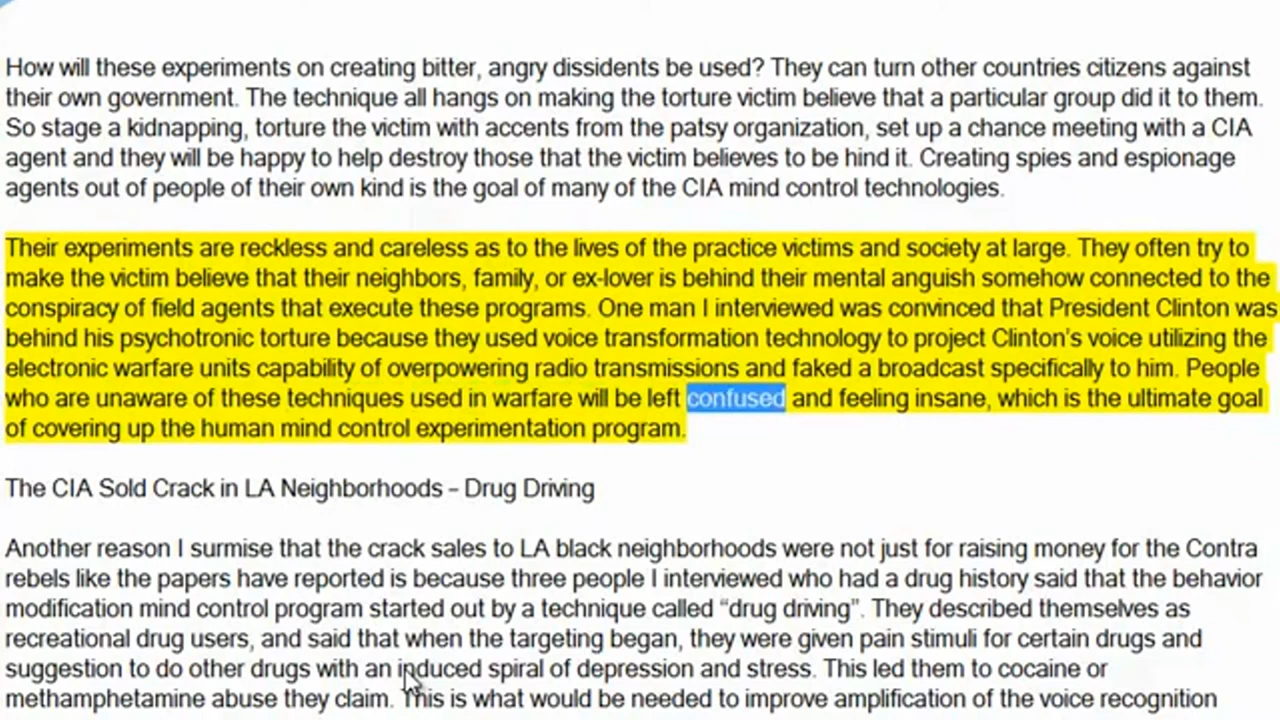 How will these experiments on creating bitter, angry dissidents be used? They can turn other countries citizens against
their own government. The technique all hangs on making the torture victim believe that a particular group did it to them.
So stage a kidnapping, torture the victim with accents from the patsy organization, set up a chance meeting with a CIA
agent and they will be happy to help destroy those that the victim believes to be hind it. Creating spies and espionage
agents out of people of their own kind is the goal of many of the CIA mind control technologies.
Their experiments are reckless and careless as to the lives of the practice victims and society at large. They often try to
make the victim believe that their neighbors, family, or ex-lover is behind their mental anguish somehow connected to the
conspiracy of field agents that execute these programs. One man I interviewed was convinced that President Clinton was
behind his psychotronic torture because they used voice transformation technology to project Clinton's voice utilizing the
electronic warfare units capability of overpowering radio transmissions and faked a broadcast specifically to him. People
who are unaware of these techniques used in warfare will be left confused and feeling insane, which is the ultimate goal
of covering up the human mind control experimentation program.
The CIA Sold Crack in LA Neighborhoods – Drug Driving
Another reason I surmise that the crack sales to LA black neighborhoods were not just for raising money for the Contra
rebels like the papers have reported is because three people I interviewed who had a drug history said that the behavior
modification mind control program started out by a technique called “drug driving”. They described themselves as
recreational drug users, and said that when the targeting began, they were given pain stimuli for certain drugs and
suggestion to do other drugs with an induced spiral of depression and stress. This led them to cocaine or
methamphetamine abuse they claim. This is what would be needed to improve amplification of the voice recognition